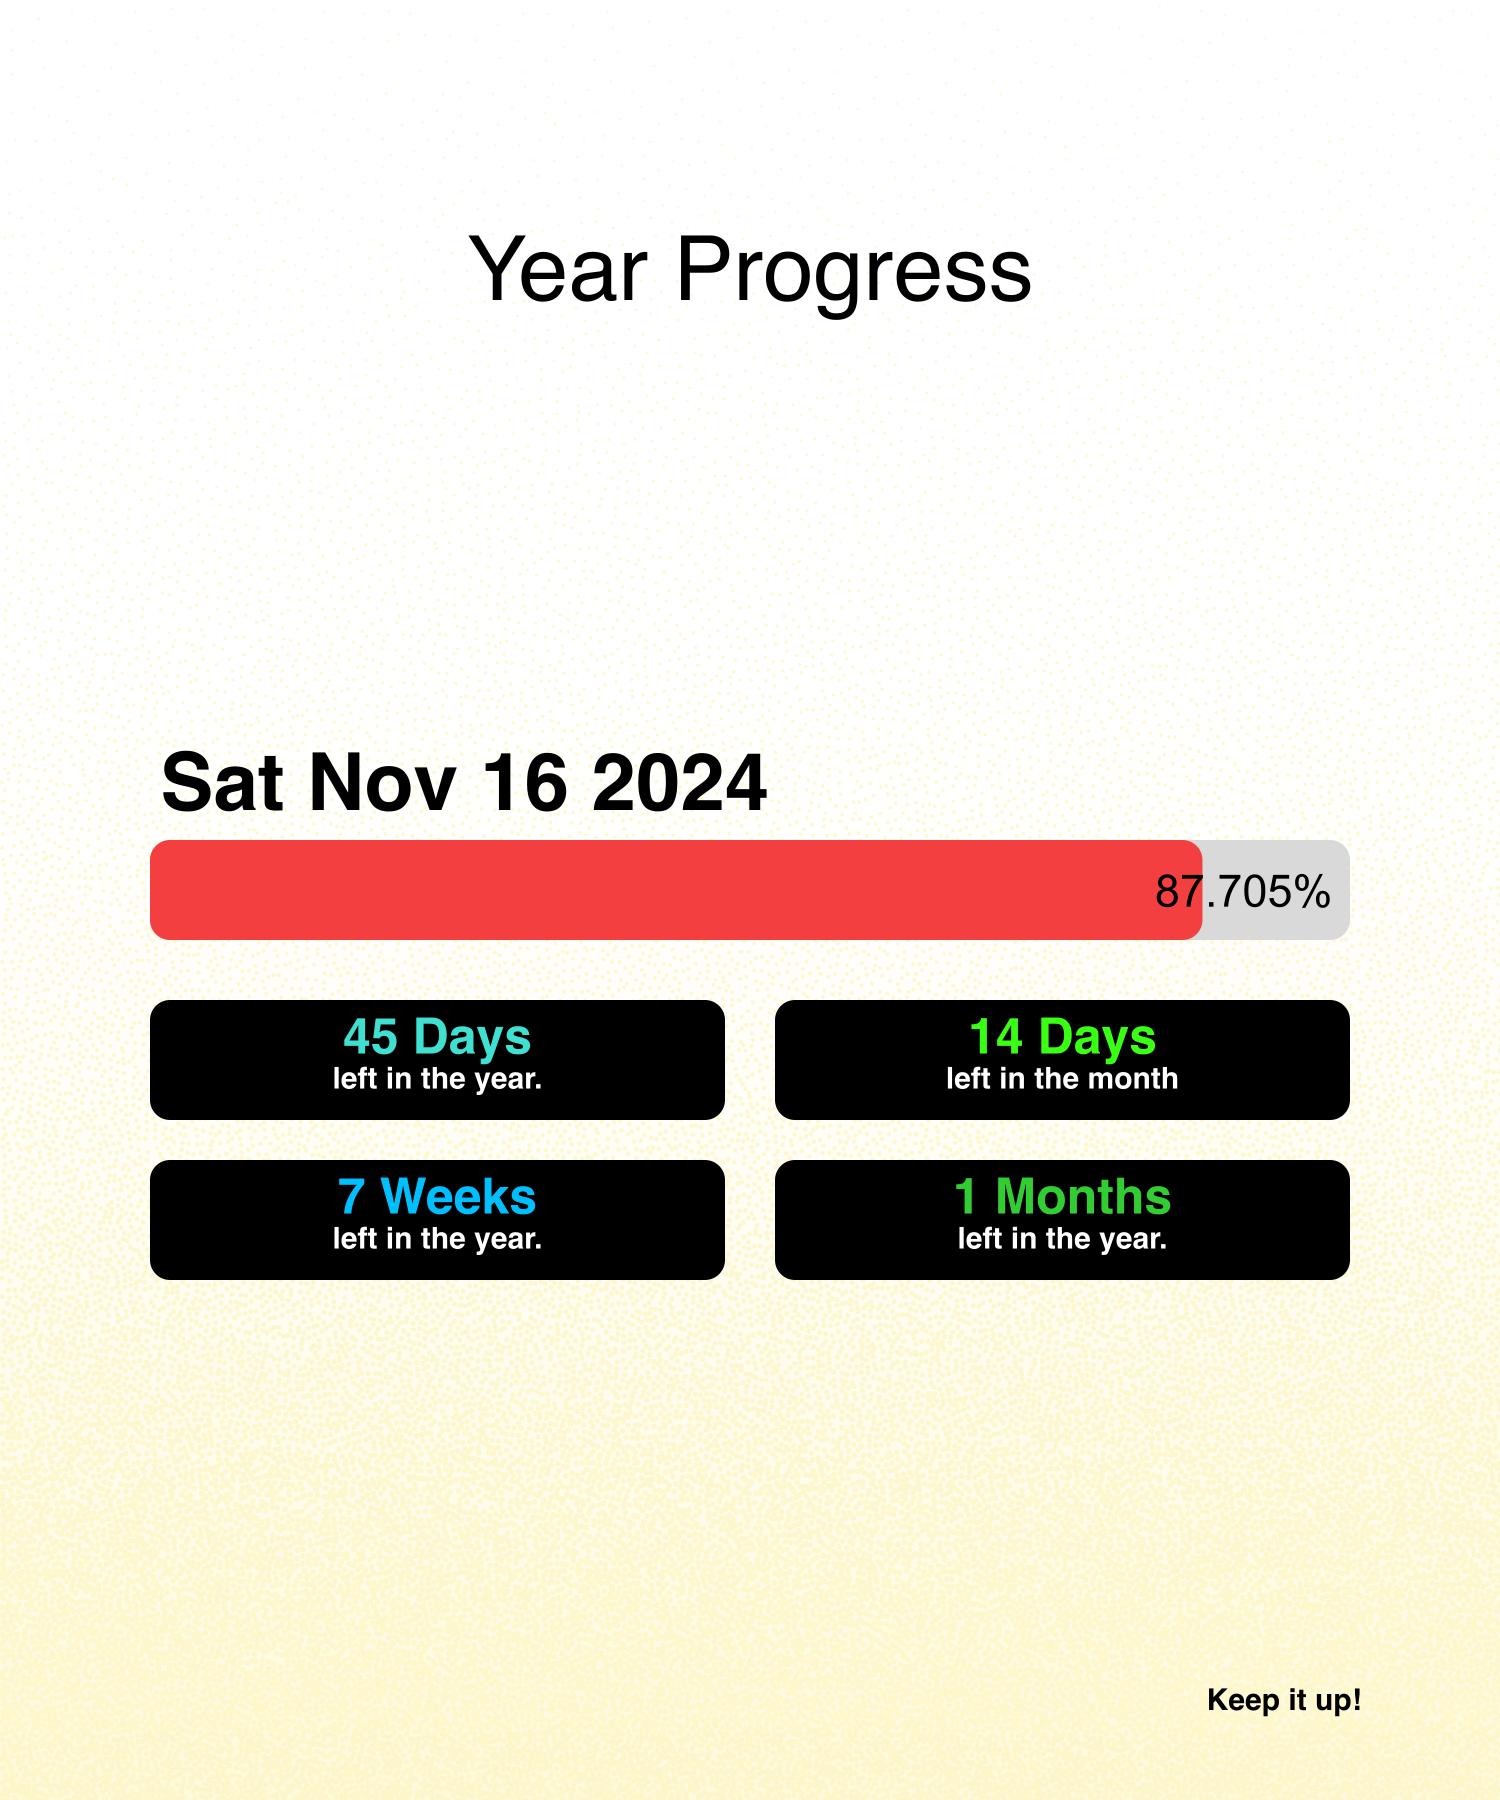 Year Progress
Sat Nov 16 2024
87.705%
45 Days
left in the year.
14 Days
left in the month
7 Weeks
left in the year.
1 Months
left in the year.
Keep it up!